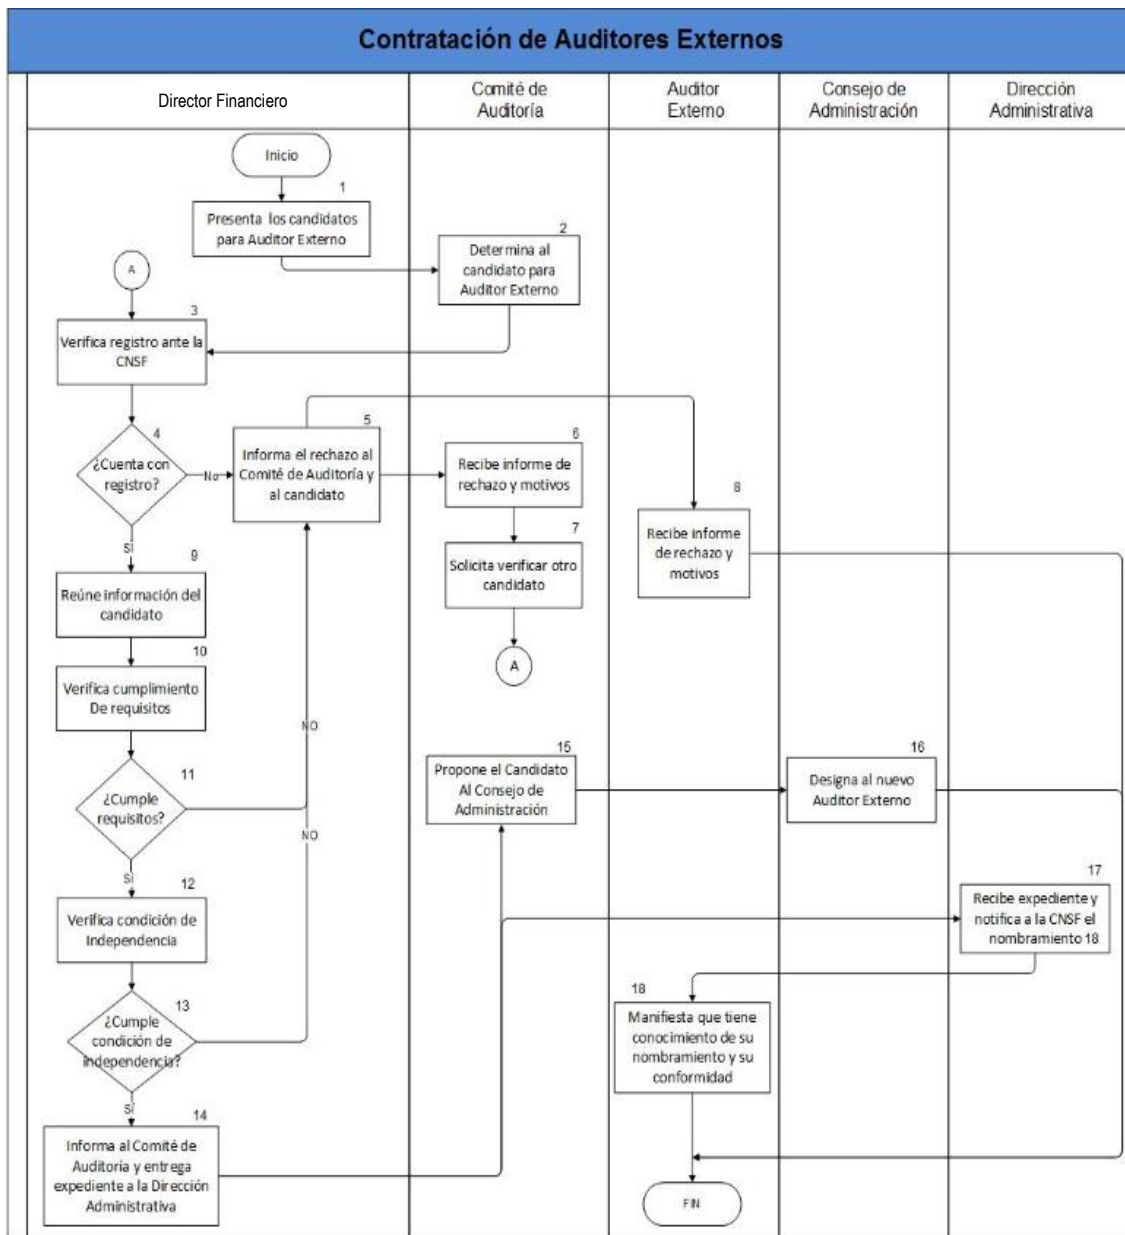 Contratación de Auditores Externos
Director Financiero
Comité de
Auditoría
Auditor
Externo
Consejo de
Administración
Dirección
Administrativa
Inicio
1
Presenta los candidatos
para Auditor Externo
2
Determina al
candidato para
Auditor Externo
A
3
Verifica registro ante la
CNSF
4
¿Cuenta con
registro?
No
5
Informa el rechazo al
Comité de Auditoría y
al candidato
6
Recibe informe de
rechazo y motivos
7
Solicita verificar otro
candidato
A
8
Recibe informe
de rechazo y
motivos
SÍ
9
Reúne información del
candidato
10
Verifica cumplimiento
De requisitos
11
¿Cumple
requisitos?
NO
SÍ
12
Verifica condición de
Independencia
13
¿Cumple
condición de
independencia?
NO
SÍ
14
Informa al Comité de
Auditoría y entrega
expediente a la Dirección
Administrativa
15
Propone el Candidato
Al Consejo de
Administración
16
Designa al nuevo
Auditor Externo
17
Recibe expediente y
notifica a la CNSF el
nombramiento 18
18
Manifiesta que tiene
conocimiento de su
nombramiento y su
conformidad
FIN